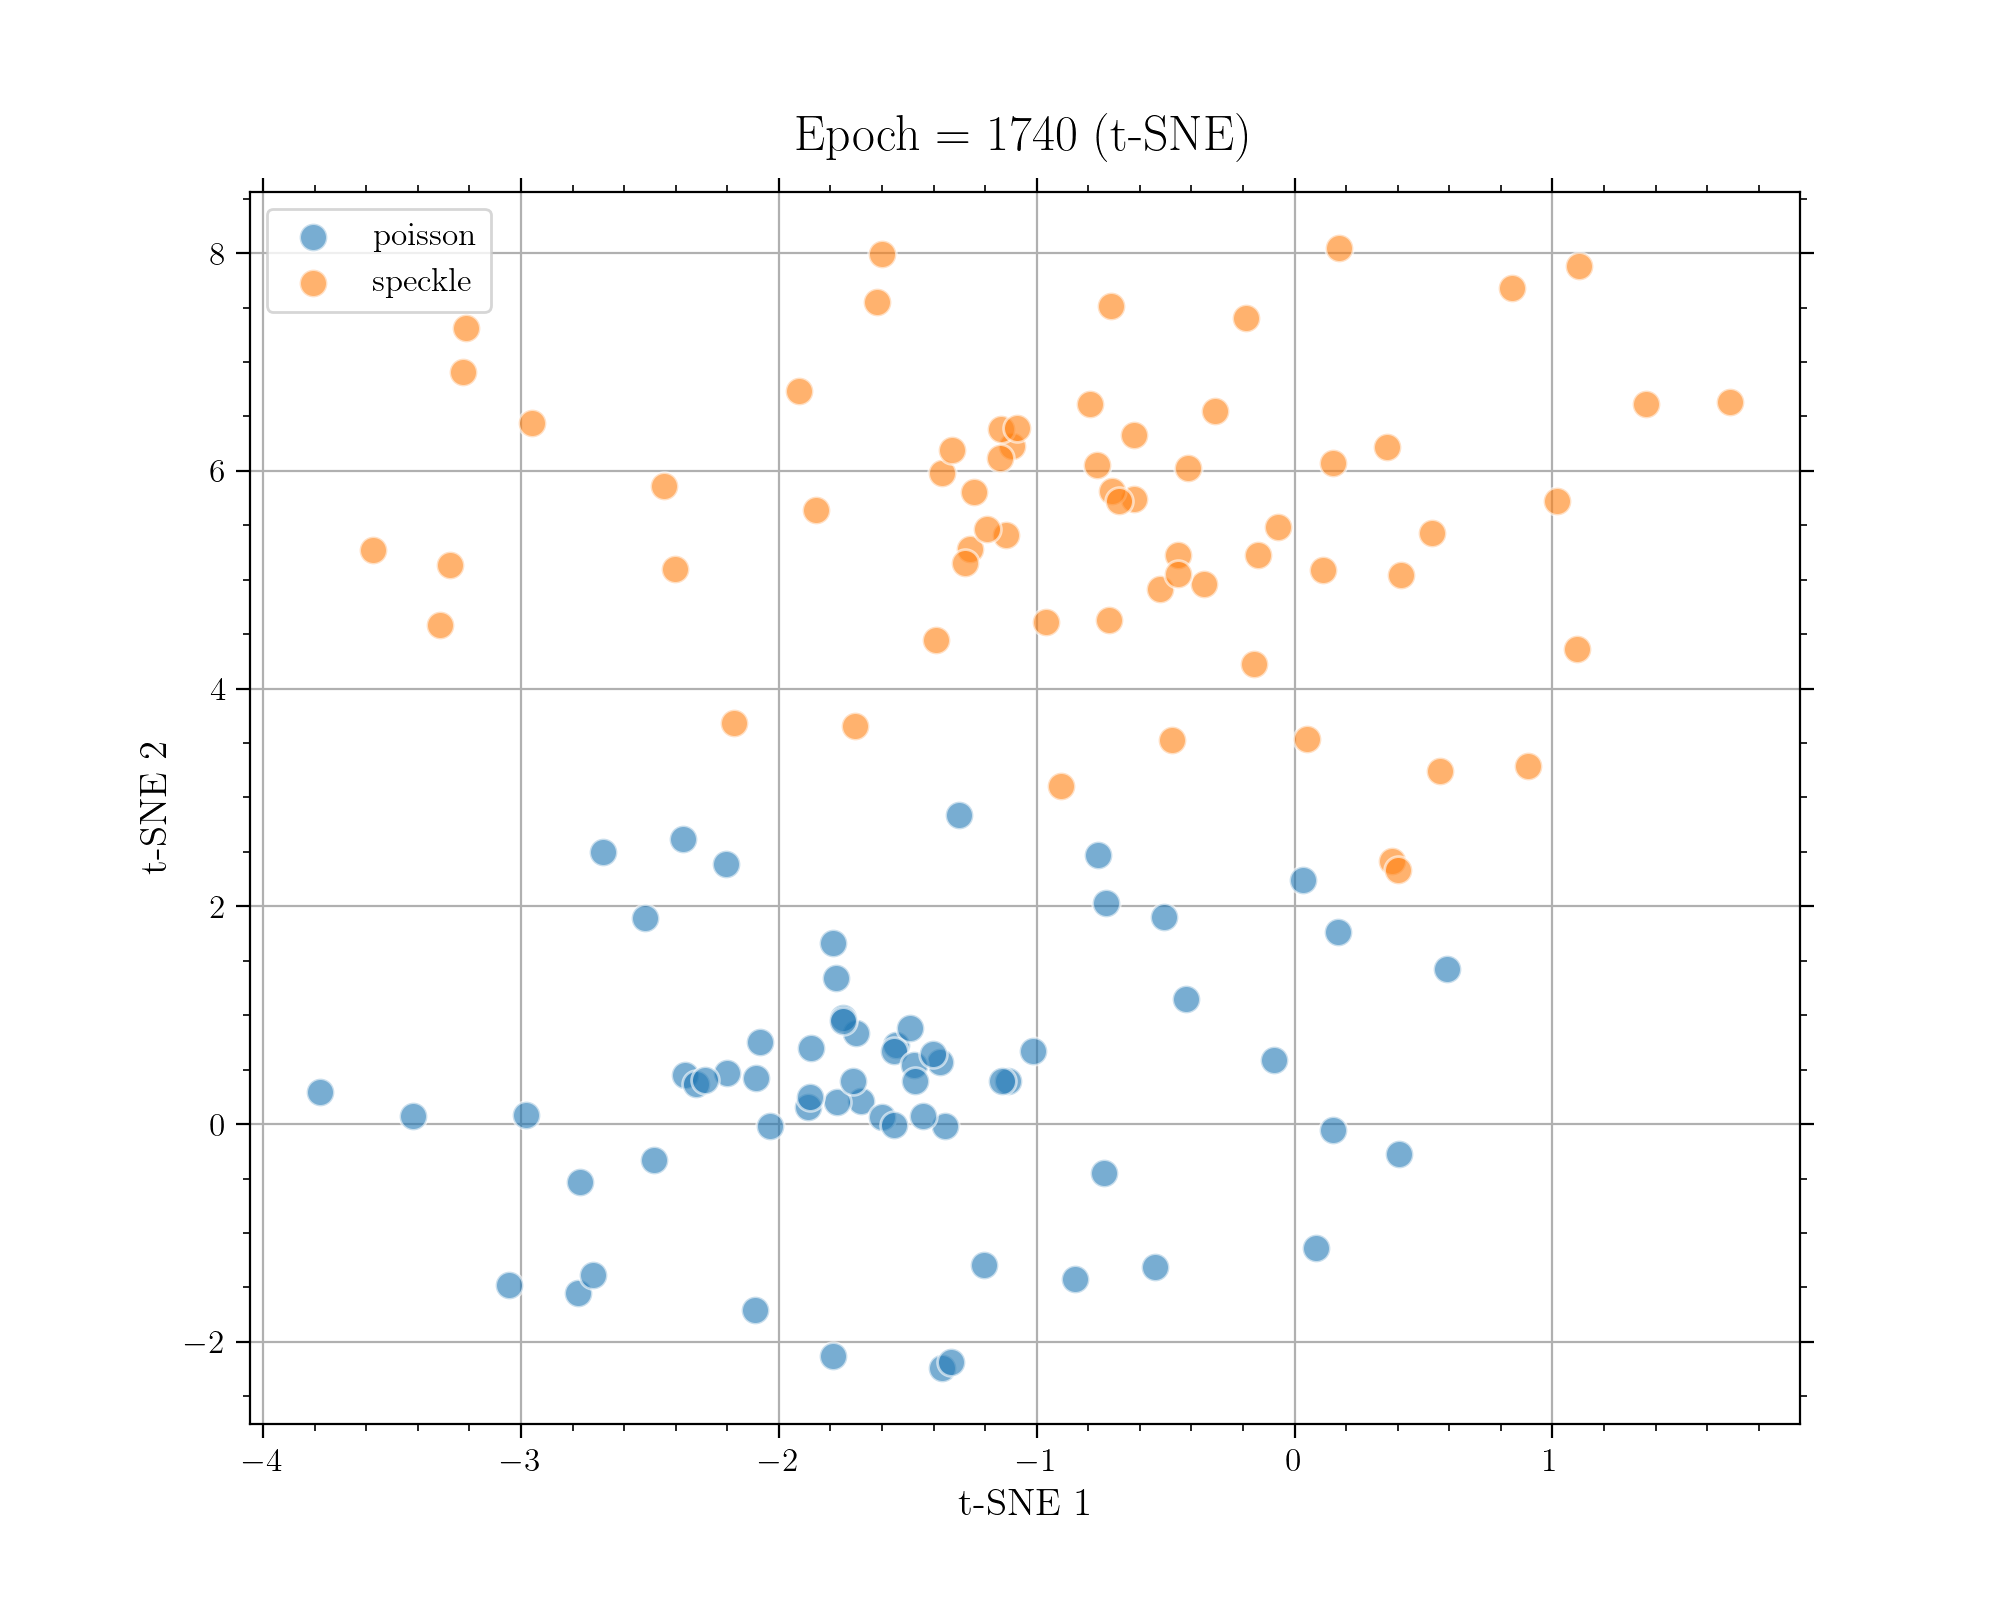 Epoch = 1740 (t-SNE)
poisson
speckle
8
6
4
2
0
−2
t-SNE 2
−4 −3 −2 −1 0 1
t-SNE 1